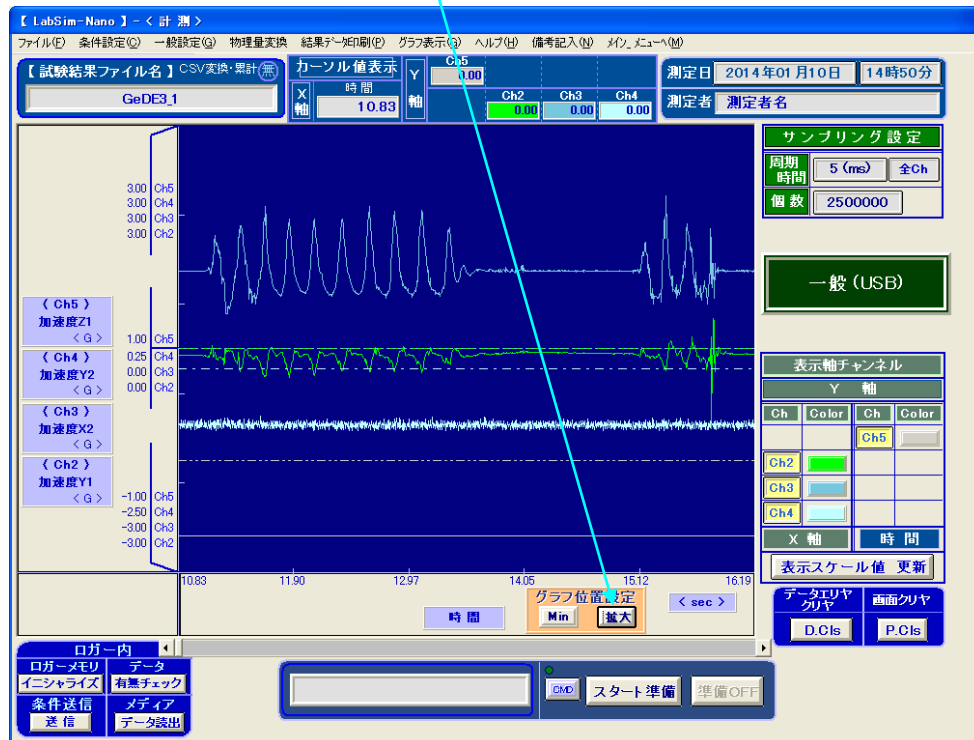 【 LabSim-Nano 】-< 計 測 >
ファイル(F) 条件設定(C) 一般設定(G) 物理量変換 結果データ印刷(P) グラフ表示(G) ヘルプ(H) 備考記入(N) メイン_メニューへ(M)
【 試験結果ファイル名 】 CSV変換・累計 無
GeDE3_1
カーソル値表示
X軸
時間
10.83
Y軸
Ch5
0.00
Ch2 Ch3 Ch4
0.00 0.00 0.00
測定日 2014年01月10日 14時50分
測定者 測定者名
サンプリング設定
周期時間 5 (ms) 全Ch
個数 2500000
一般 (USB)
3.00 Ch5
3.00 Ch4
3.00 Ch3
3.00 Ch2
( Ch5 )
加速度Z1
<G>
( Ch4 )
加速度Y2
<G>
( Ch3 )
加速度X2
<G>
( Ch2 )
加速度Y1
<G>
1.00 Ch5
0.25 Ch4
0.00 Ch3
0.00 Ch2
-1.00 Ch5
-2.50 Ch4
-3.00 Ch3
-3.00 Ch2
表示軸チャンネル
Y 軸
Ch Color Ch Color
Ch5
Ch2
Ch3
Ch4
X 軸 時 間
表示スケール値 更新
10.83 11.90 12.97 14.05 15.12 16.19
時 間
グラフ位置設定
Min 拡大
< sec >
データエリヤクリヤ 画面クリヤ
D.Cls P.Cls
ロガー内
ロガーメモリ データ
イニシャライズ 有無チェック
条件送信 メディア
送信 データ読出
CMD スタート準備 準備OFF